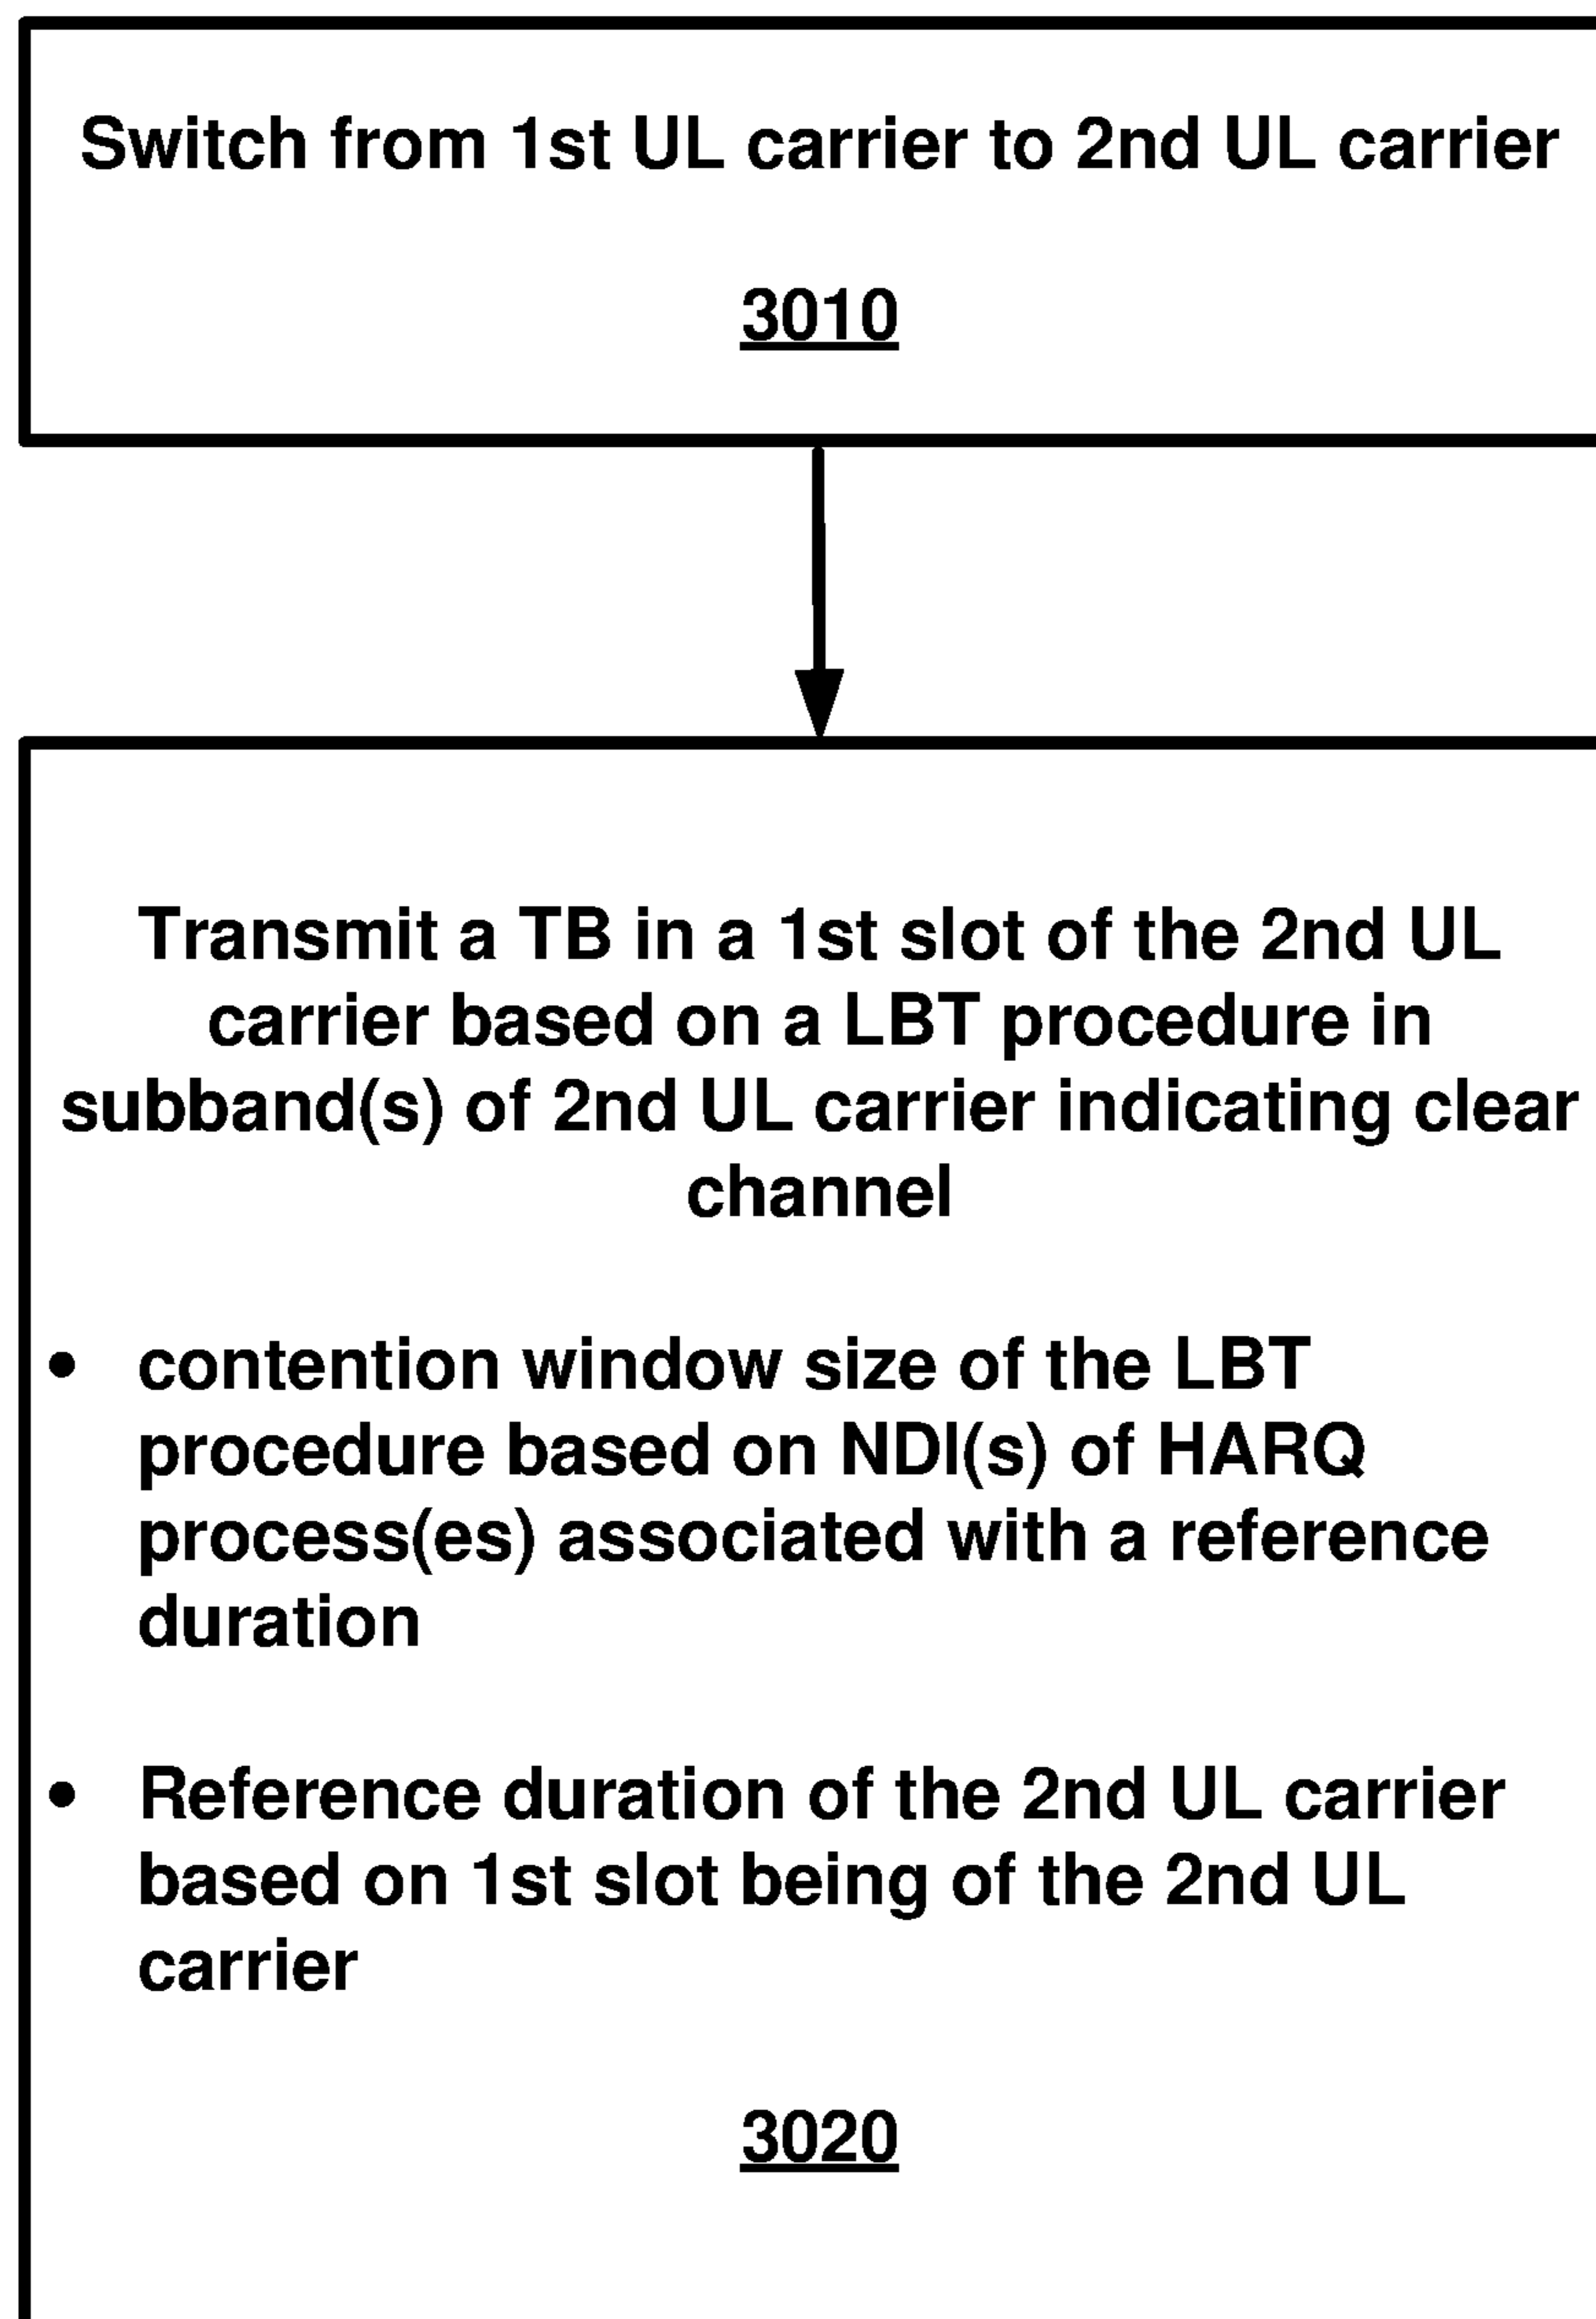 Switch from 1st UL carrier to 2nd UL carrier
3010
Transmit a TB in a 1st slot of the 2nd UL
carrier based on a LBT procedure in
subband(s) of 2nd UL carrier indicating clear
channel
• contention window size of the LBT
procedure based on NDI(s) of HARQ
process(es) associated with a reference
duration
• Reference duration of the 2nd UL carrier
based on 1st slot being of the 2nd UL
carrier
3020